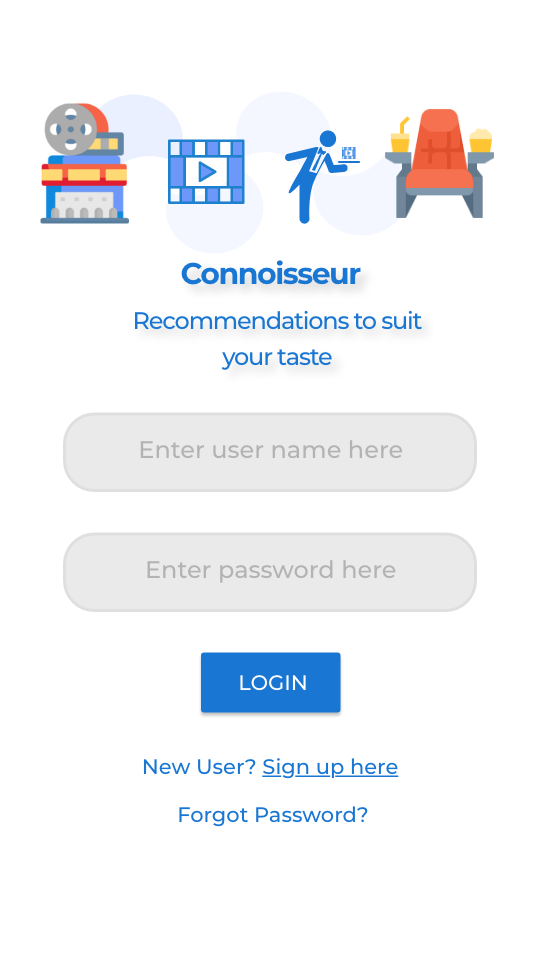 Connoisseur
Recommendations to suit
your taste
Enter user name here
Enter password here
LOGIN
New User? Sign up here
Forgot Password?